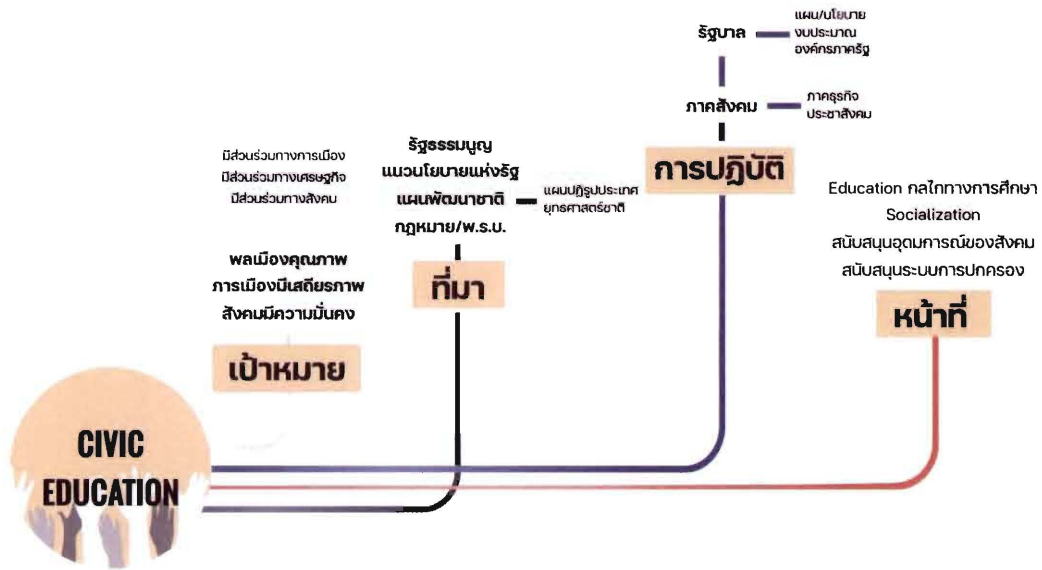 CIVIC
EDUCATION
มีส่วนร่วมทางการเมือง
มีส่วนร่วมทางเศรษฐกิจ
มีส่วนร่วมทางสังคม
พลเมืองคุณภาพ
การเมืองมีเสถียรภาพ
สังคมมีความมั่นคง
เป้าหมาย
รัฐธรรมนูญ
แนวนโยบายแห่งรัฐ
แผนพัฒนาชาติ
กฎหมาย/พ.ร.บ.
แผนปฏิรูปประเทศ
ยุทธศาสตร์ชาติ
ที่มา
รัฐบาล
แผน/นโยบาย
งบประมาณ
องค์กรภาครัฐ
ภาคสังคม
ภาคธุรกิจ
ประชาสังคม
การปฏิบัติ
Education กลไกทางการศึกษา
Socialization
สนับสนุนอุดมการณ์ของสังคม
สนับสนุนระบบการปกครอง
หน้าที่